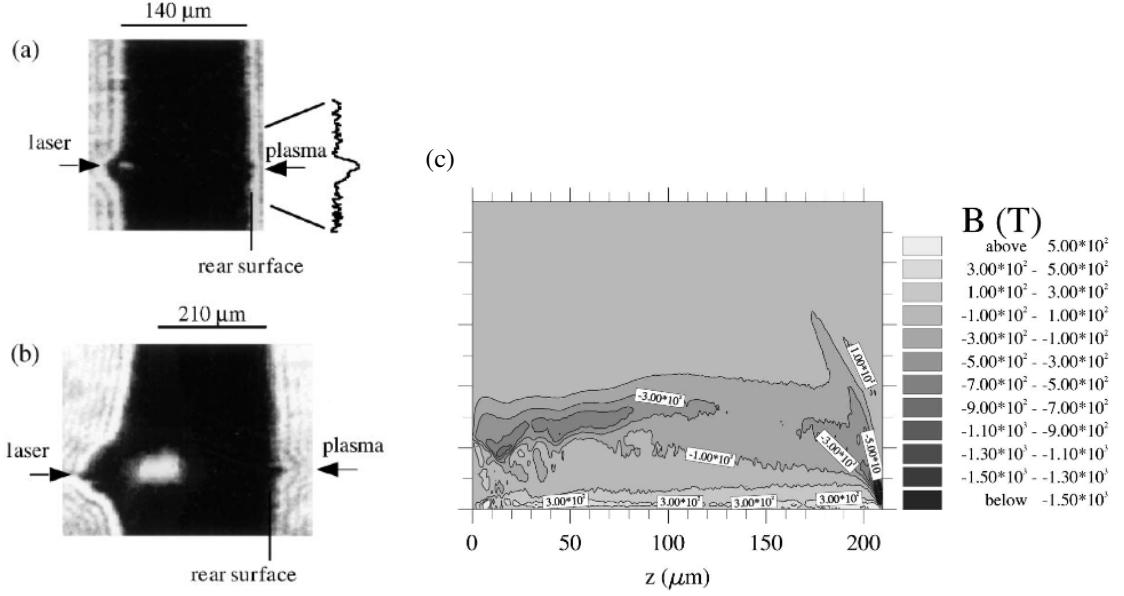 140 μm
(a)
laser
plasma
rear surface
210 μm
(b)
laser
plasma
rear surface
(c)
B (T)
above 5.00*10²
3.00*10² - 5.00*10²
1.00*10² - 3.00*10²
-1.00*10² - 1.00*10²
-3.00*10² - -1.00*10²
-5.00*10² - -3.00*10²
-7.00*10² - -5.00*10²
-9.00*10² - -7.00*10²
-1.10*10³ - -9.00*10²
-1.30*10³ - -1.10*10³
-1.50*10³ - -1.30*10³
below -1.50*10³
1.00*10²
-3.00*10²
-3.00*10²
-5.00*10
-1.00*10²
3.00*10²
3.00*10²
3.00*10²
3.00*10²
0 50 100 150 200
z (μm)